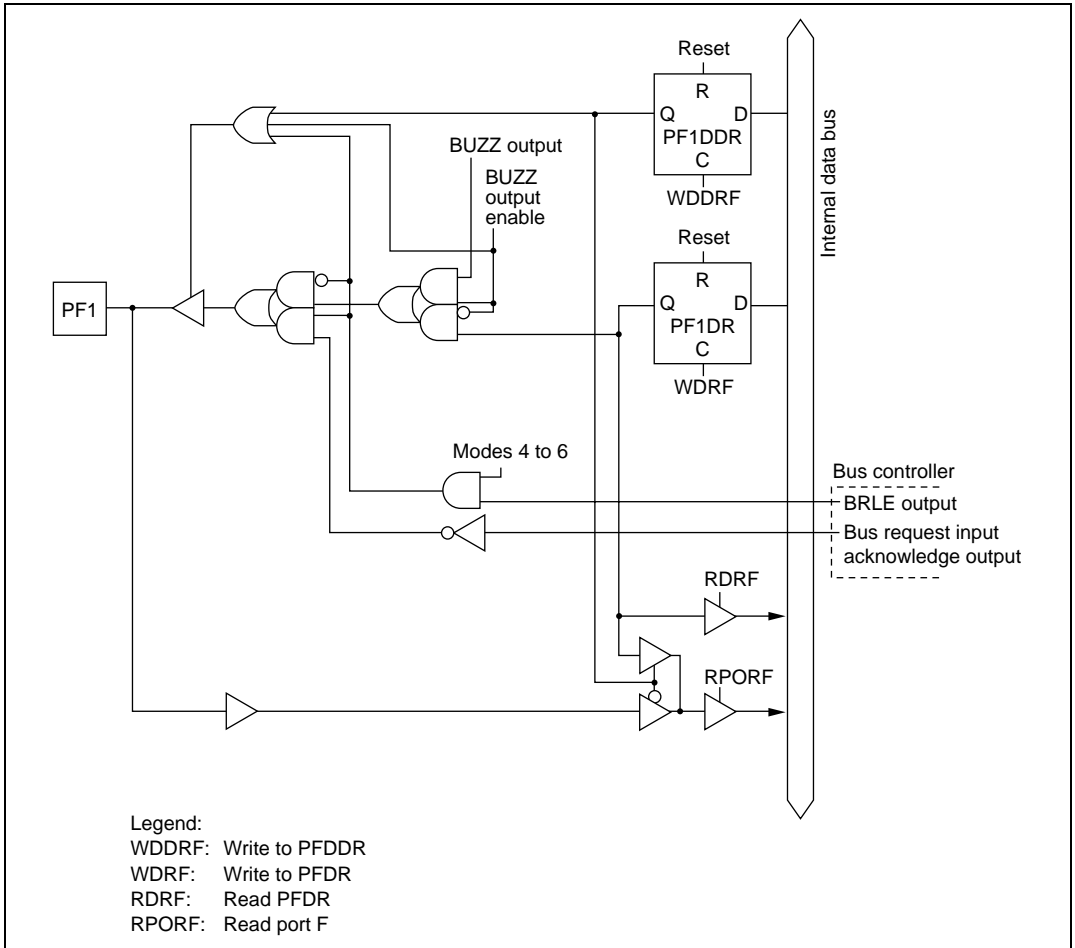 Reset
R
Q D
PF1DDR
C
WDDRF
BUZZ output
BUZZ
output
enable
Internal data bus
Reset
R
Q D
PF1DR
C
WDRF
PF1
Modes 4 to 6
Bus controller
BRLE output
Bus request input
acknowledge output
RDRF
RPORF
Legend:
WDDRF: Write to PFDDR
WDRF: Write to PFDR
RDRF: Read PFDR
RPORF: Read port F